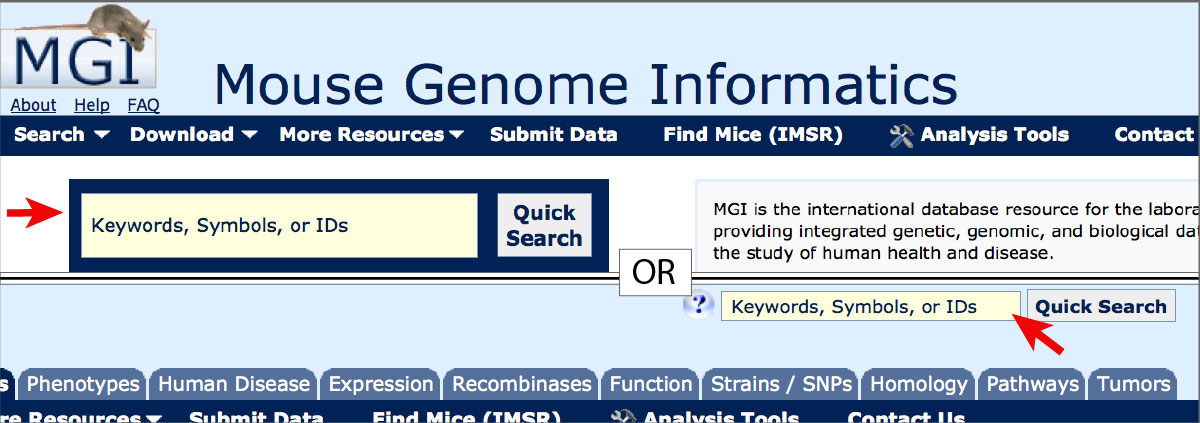 MGI
About Help FAQ
Mouse Genome Informatics
Search Download More Resources Submit Data Find Mice (IMSR) Analysis Tools Contact
Keywords, Symbols, or IDs
Quick
Search
MGI is the international database resource for the labora
providing integrated genetic, genomic, and biological dat
the study of human health and disease.
OR
? Keywords, Symbols, or IDs Quick Search
s Phenotypes Human Disease Expression Recombinases Function Strains / SNPs Homology Pathways Tumors
re Resources Submit Data Find Mice (IMSR) Analysis Tools Contact Us